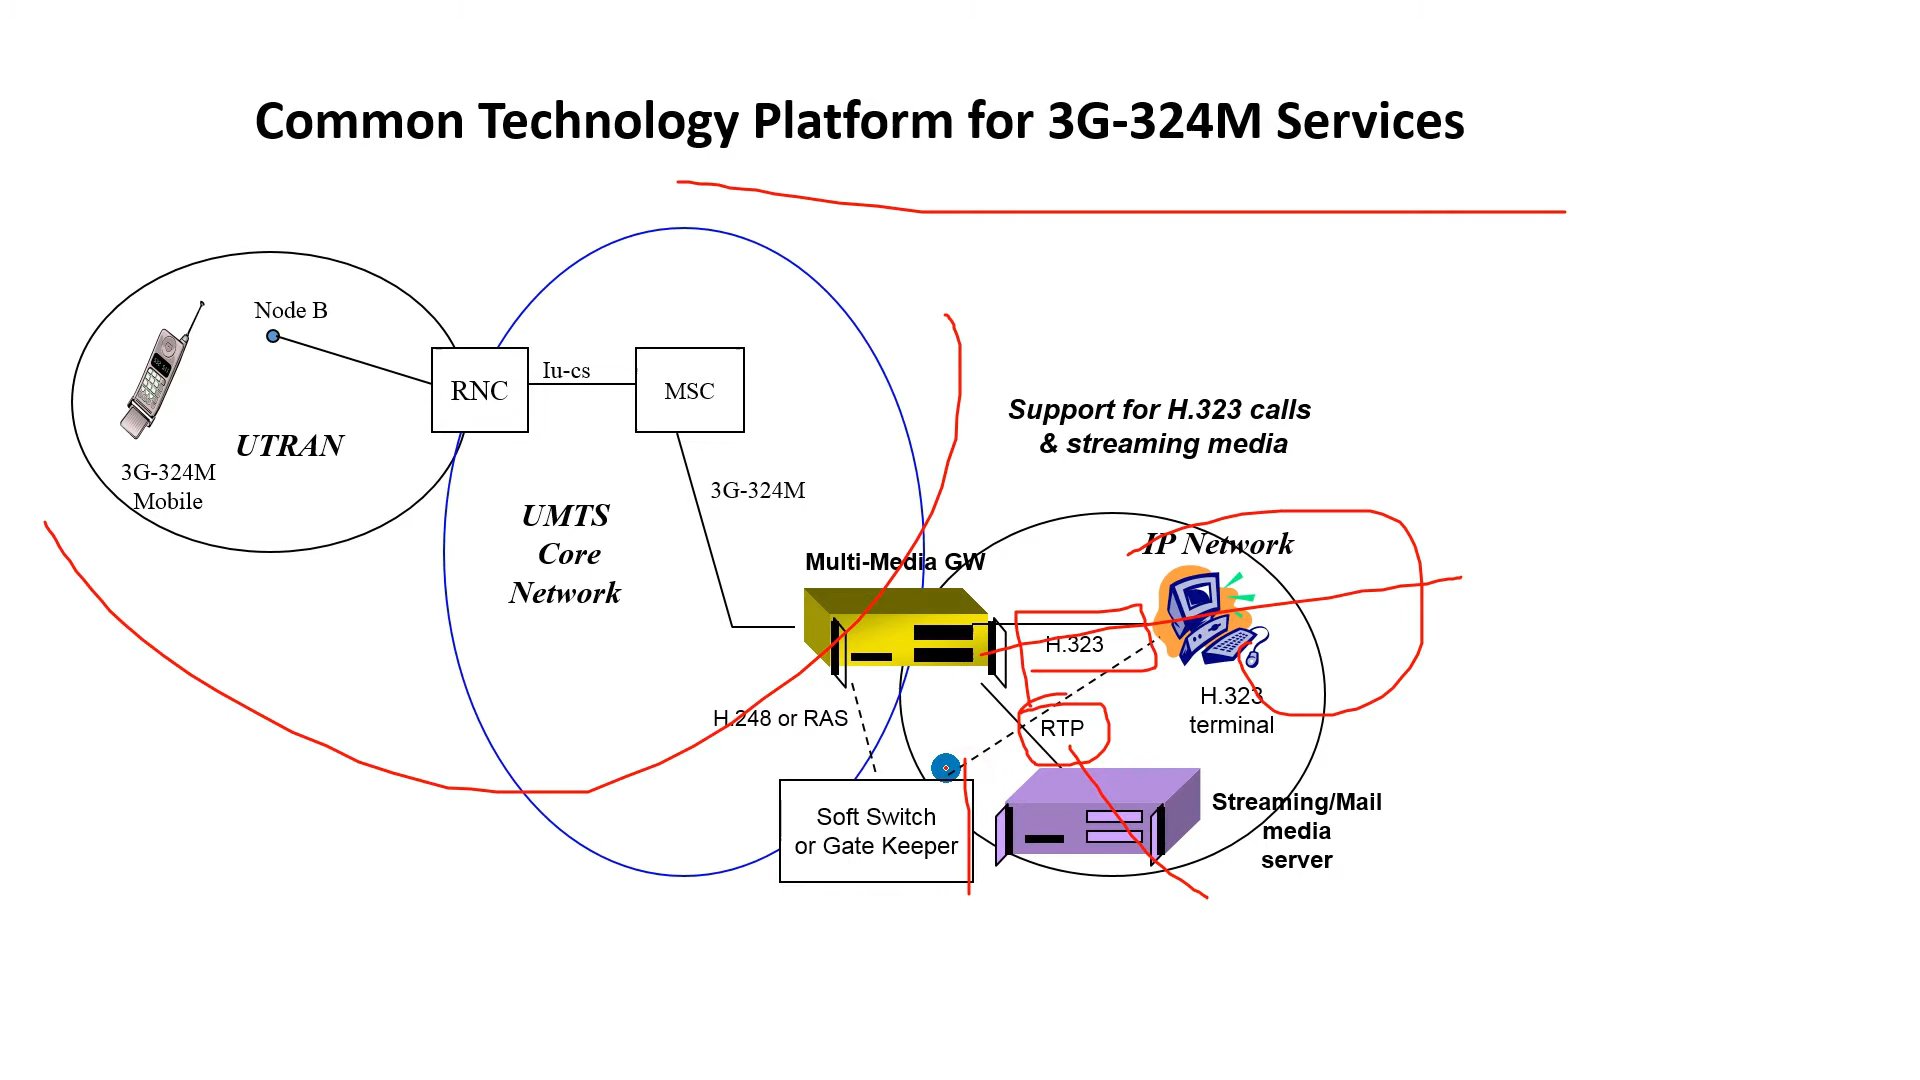 Common Technology Platform for 3G-324M Services
Node B
RNC
Iu-cs
MSC
UTRAN
3G-324M
Mobile
3G-324M
UMTS
Core
Network
Support for H.323 calls
& streaming media
Multi-Media GW
IP Network
H.323
H.323
terminal
H.248 or RAS
RTP
Soft Switch
or Gate Keeper
Streaming/Mail
media
server